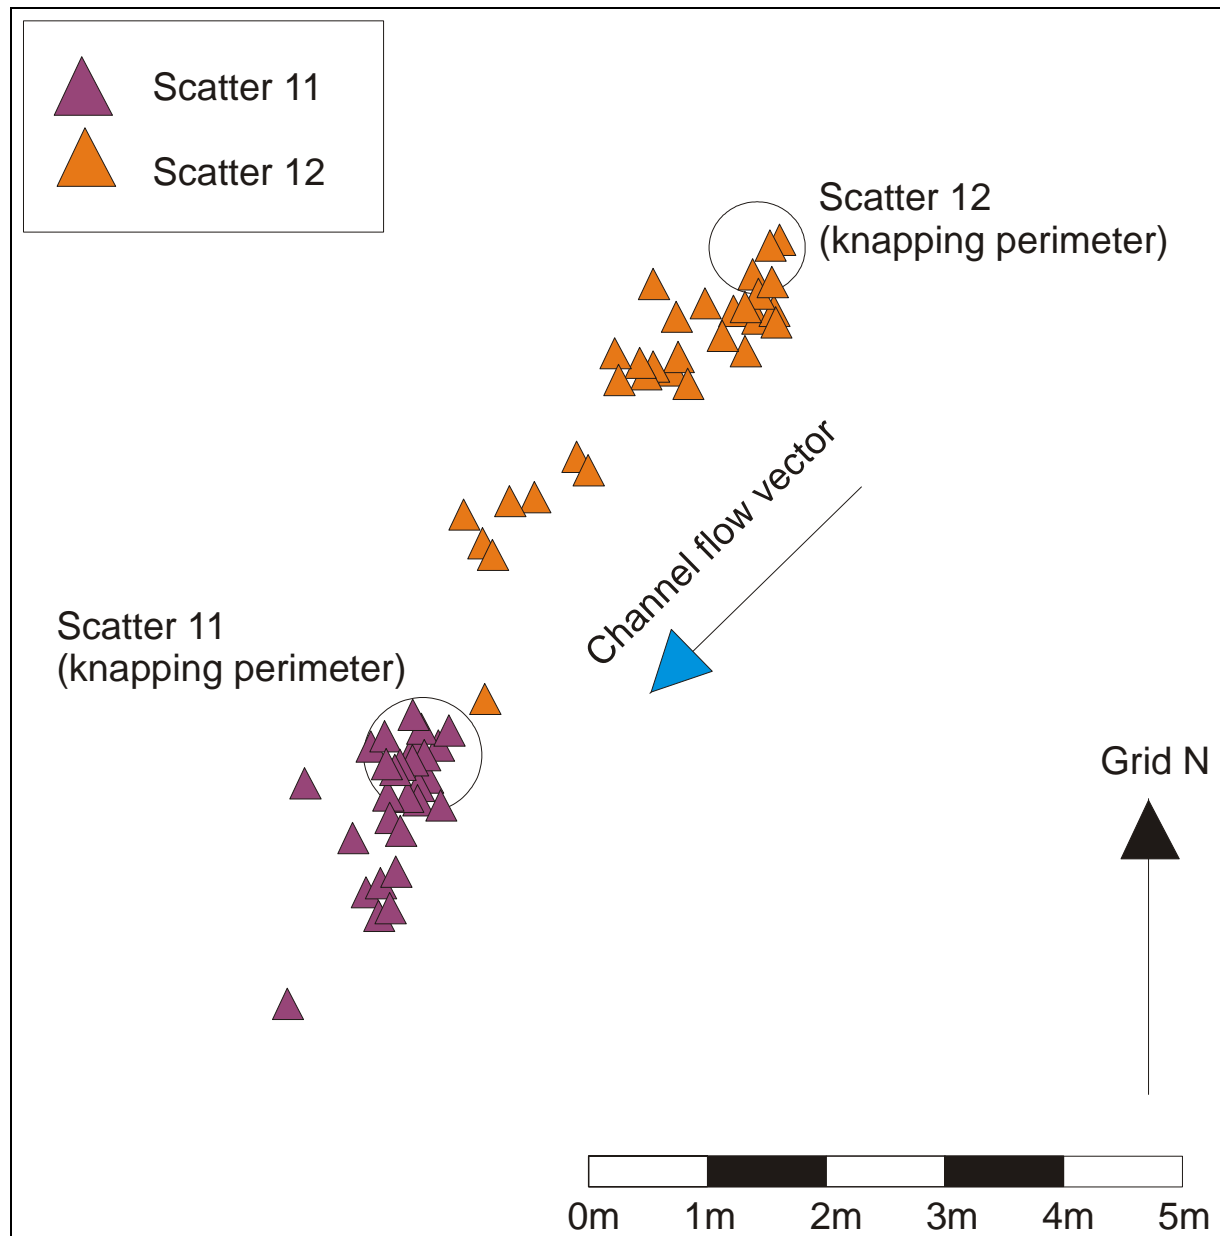 Scatter 11
Scatter 12
Scatter 12
(knapping perimeter)
Channel flow vector
Scatter 11
(knapping perimeter)
Grid N
0m 1m 2m 3m 4m 5m